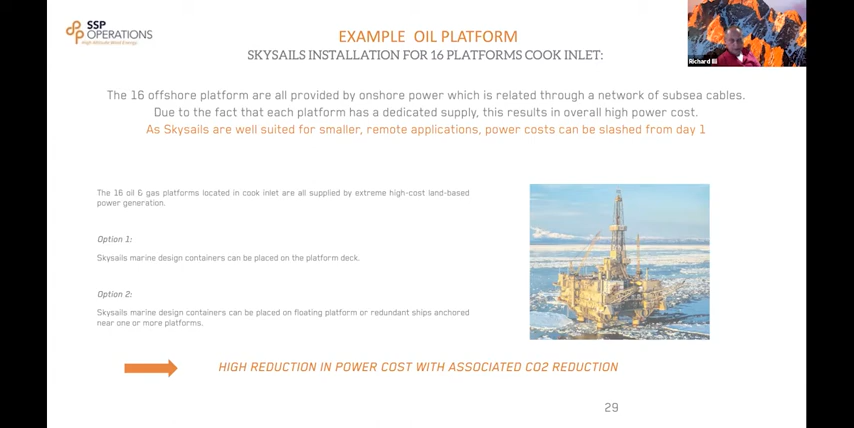 SSP
OPERATIONS
High Altitude Wind Energy
EXAMPLE OIL PLATFORM
SKYSAILS INSTALLATION FOR 16 PLATFORMS COOK INLET:
Richard Illi
The 16 offshore platform are all provided by onshore power which is related through a network of subsea cables.
Due to the fact that each platform has a dedicated supply, this results in overall high power cost.
As Skysails are well suited for smaller, remote applications, power costs can be slashed from day 1
The 16 oil & gas platforms located in cook inlet are all supplied by extreme high-cost land-based
power generation.
Option 1:
Skysails marine design containers can be placed on the platform deck.
Option 2:
Skysails marine design containers can be placed on floating platform or redundant ships anchored
near one or more platforms.
HIGH REDUCTION IN POWER COST WITH ASSOCIATED CO2 REDUCTION
29